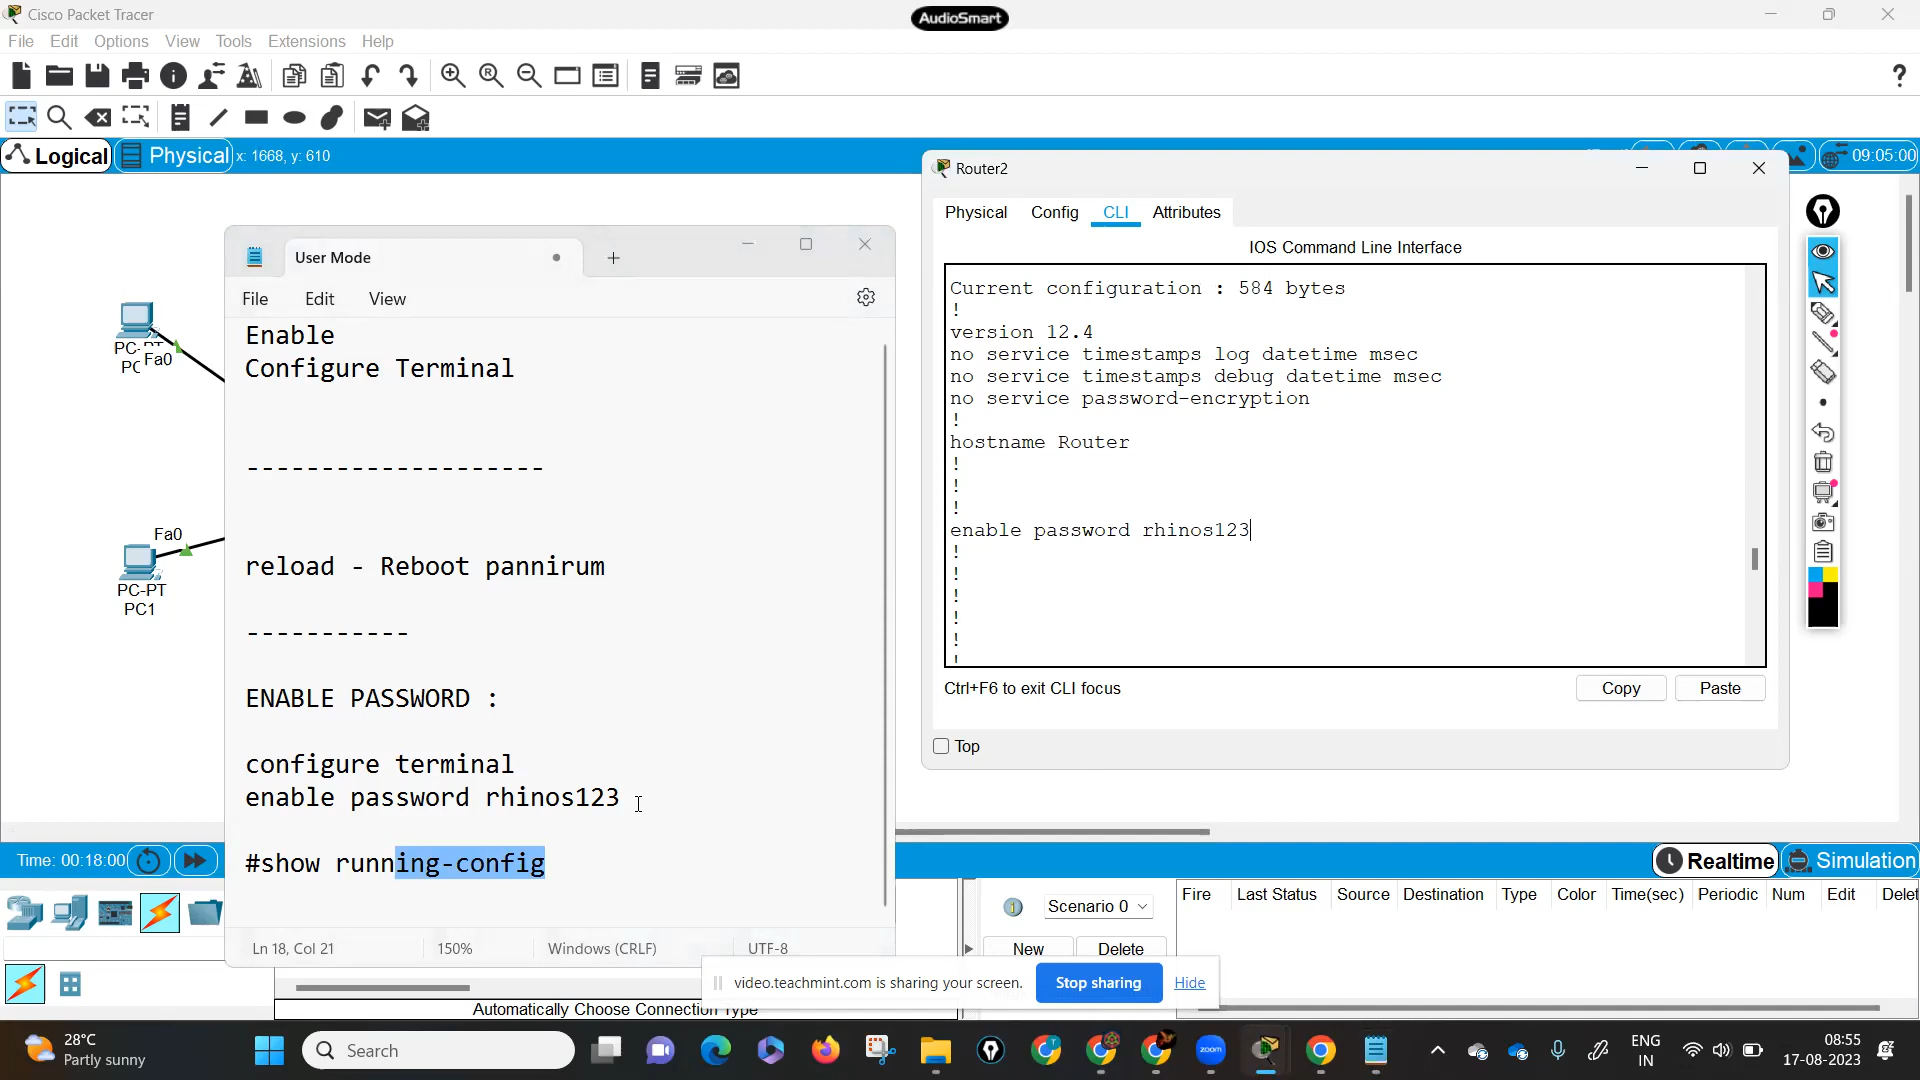 Cisco Packet Tracer
AudioSmart
File Edit Options View Tools Extensions Help
Logical
Physical
x: 1668, y: 610
09:05:00
PC-PT
Fa0
Fa0
PC-PT
PC1
User Mode
File Edit View
Enable
Configure Terminal
--------------------
reload - Reboot pannirum
-----------
ENABLE PASSWORD :
configure terminal
enable password rhinos123
#show running-config
Ln 18, Col 21
150%
Windows (CRLF)
UTF-8
Router2
Physical Config CLI Attributes
IOS Command Line Interface
Current configuration : 584 bytes
!
version 12.4
no service timestamps log datetime msec
no service timestamps debug datetime msec
no service password-encryption
!
hostname Router
!
!
!
enable password rhinos123
!
!
!
!
!
!
Ctrl+F6 to exit CLI focus
Copy
Paste
Top
Time: 00:18:00
Realtime
Simulation
Scenario 0
New
Delete
Fire Last Status Source Destination Type Color Time(sec) Periodic Num Edit Delet
video.teachmint.com is sharing your screen.
Stop sharing
Hide
Automatically Choose Connection Type
28°C
Partly sunny
Search
zoom
ENG
IN
08:55
17-08-2023